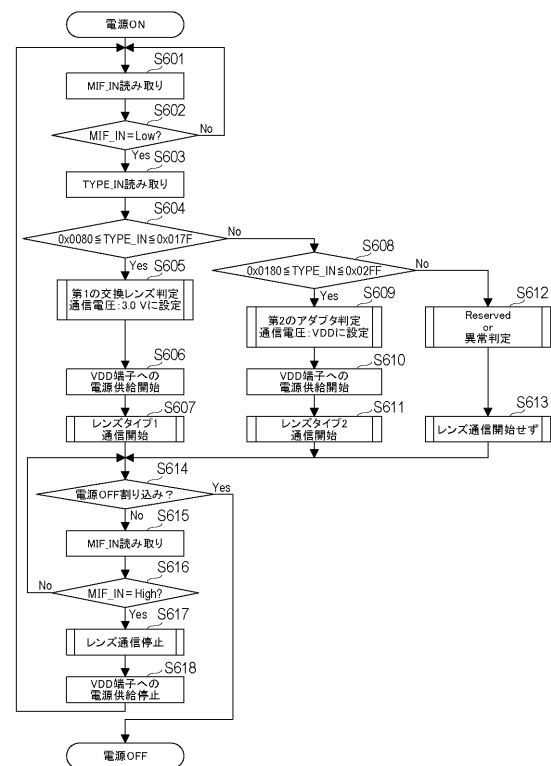 電源ON
S601
MIF_IN読み取り
S602
MIF_IN=Low?
No
Yes
S603
TYPE_IN読み取り
S604
0x0080≦TYPE_IN≦0x017F
No
Yes
S605
第1の交換レンズ判定
通信電圧:3.0 Vに設定
S606
VDD端子への
電源供給開始
S607
レンズタイプ1
通信開始
S608
0x0180≦TYPE_IN≦0x02FF
No
Yes
S609
第2のアダプタ判定
通信電圧:VDDに設定
S610
VDD端子への
電源供給開始
S611
レンズタイプ2
通信開始
S612
Reserved
or
異常判定
S613
レンズ通信開始せず
S614
電源OFF割り込み?
Yes
No
S615
MIF_IN読み取り
S616
MIF_IN=High?
No
Yes
S617
レンズ通信停止
S618
VDD端子への
電源供給停止
電源OFF